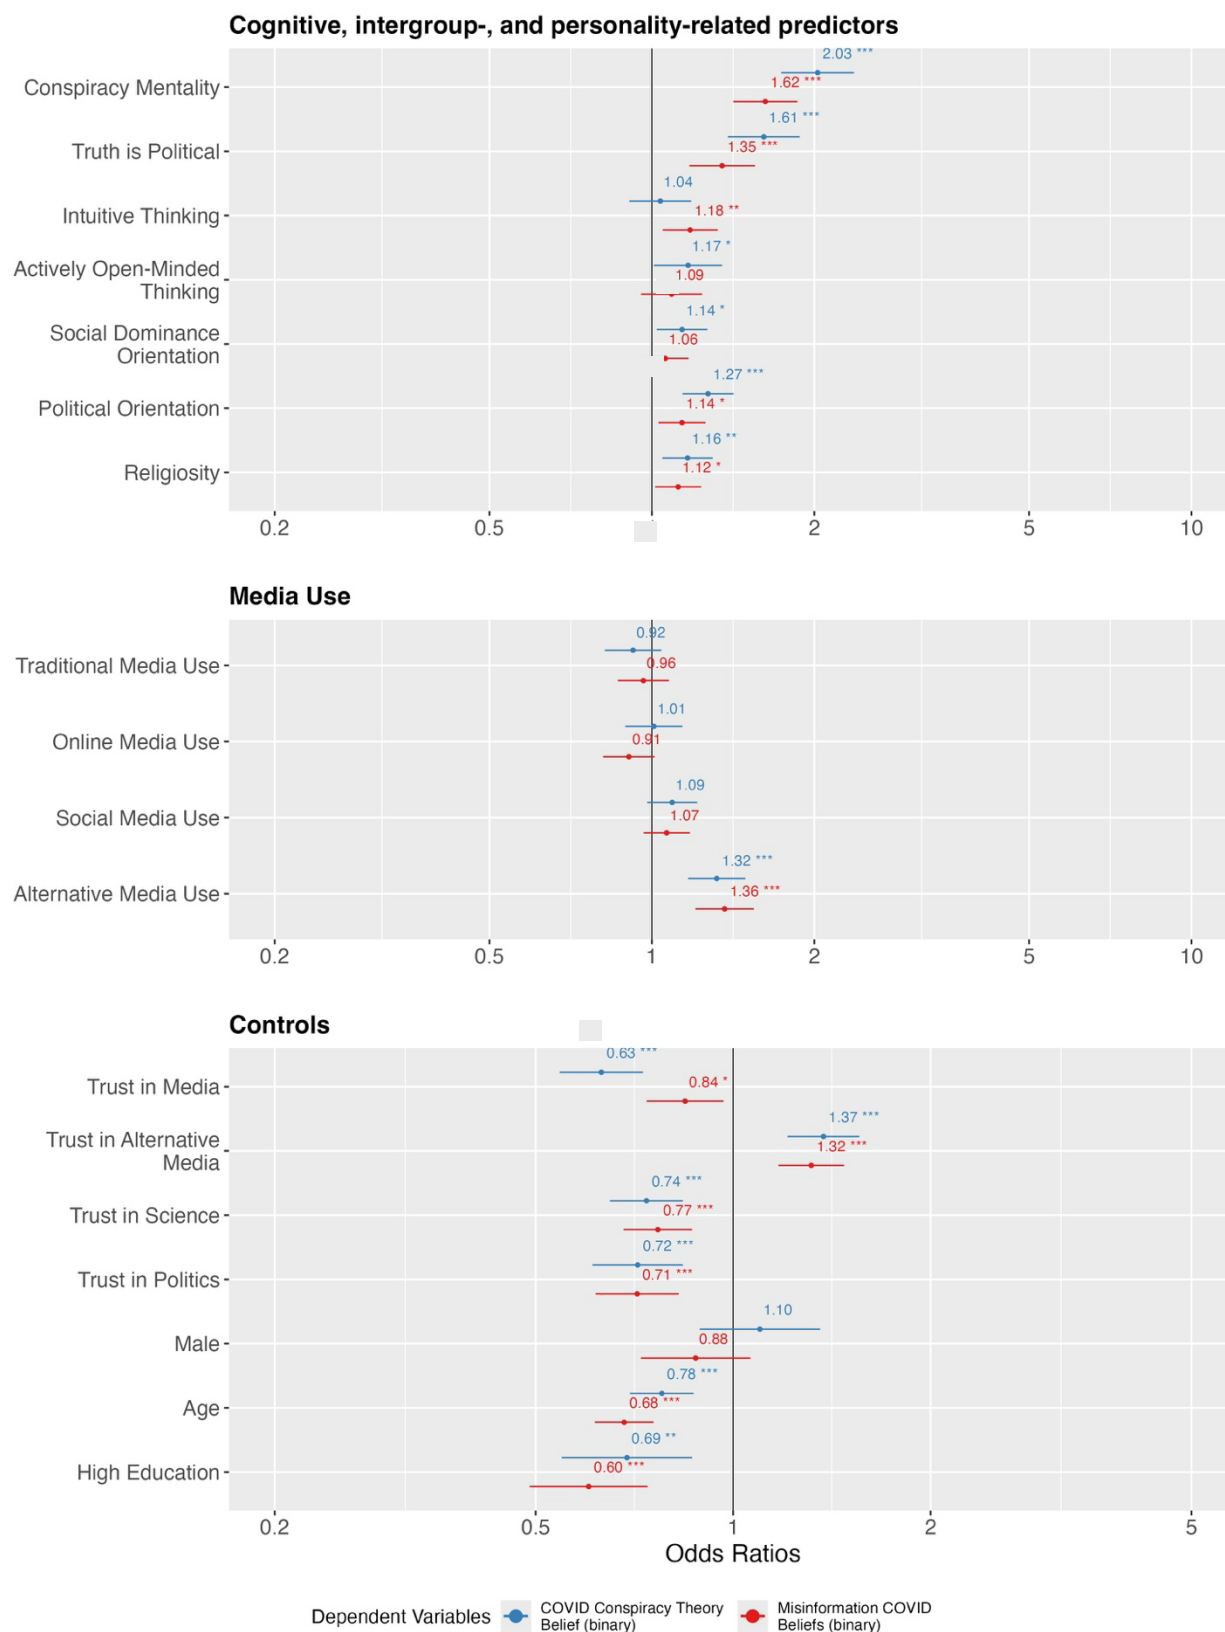 Cognitive, intergroup-, and personality-related predictors
2.03 ***
Conspiracy Mentality
1.62 ***
1.61 ***
Truth is Political
1.35 ***
1.04
Intuitive Thinking
1.18 **
1.17 *
Actively Open-Minded
Thinking
1.09
1.14 *
Social Dominance
Orientation
1.06
1.27 ***
Political Orientation
1.14 *
1.16 **
Religiosity
1.12 *
0.2 0.5 2 5 10
Media Use
0.92
Traditional Media Use
0.96
1.01
Online Media Use
0.91
1.09
Social Media Use
1.07
1.32 ***
Alternative Media Use
1.36 ***
0.2 0.5 1 2 5 10
Controls
0.63 ***
Trust in Media
0.84 *
1.37 ***
Trust in Alternative
Media
1.32 ***
0.74 ***
Trust in Science
0.77 ***
0.72 ***
Trust in Politics
0.71 ***
1.10
Male
0.88
0.78 ***
Age
0.68 ***
0.69 **
High Education
0.60 ***
0.2 0.5 1 2 5
Odds Ratios
Dependent Variables
COVID Conspiracy Theory
Belief (binary)
Misinformation COVID
Beliefs (binary)